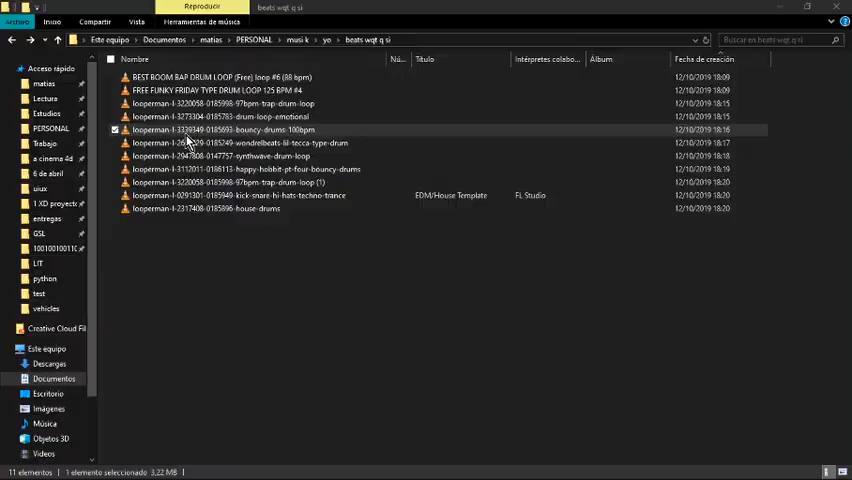 Reproducir
beats wqt q si
Archivo
Inicio
Compartir
Vista
Herramientas de música
Este equipo
Documentos
matias
PERSONAL
musi k
yo
beats wqt q si
Buscar en beats wqt q si
Nombre
Nú...
Título
Intérpretes colabo...
Álbum
Fecha de creación
Acceso rápido
matias
Lectura
Estudios
PERSONAL
Trabajo
a cinema 4d
6 de abril
uiux
1 XD proyect
entregas
GSL
LIT
python
test
vehicles
Creative Cloud Fil
Este equipo
Descargas
Documentos
Escritorio
Imágenes
Música
Objetos 3D
Videos
BEST BOOM BAP DRUM LOOP (Free) loop #6 (88 bpm) 12/10/2019 18:09
FREE FUNKY FRIDAY TYPE DRUM LOOP 125 BPM #4 12/10/2019 18:09
looperman-l-3220058-0185998-97bpm-trap-drum-loop 12/10/2019 18:15
looperman-l-3273304-0185783-drum-loop-emotional 12/10/2019 18:15
looperman-l-3339349-0185693-bouncy-drums-100bpm 12/10/2019 18:16
-0185249-wondrelbeats-lil-tecca-type-drum 12/10/2019 18:17
looperman-l-2947808-0147757-synthwave-drum-loop 12/10/2019 18:18
looperman-l-3112011-0186113-happy-hobbit-pt-four-bouncy-drums 12/10/2019 18:19
looperman-l-3220058-0185998-97bpm-trap-drum-loop (1) 12/10/2019 18:20
looperman-l-0291301-0185949-kick-snare-hi-hats-techno-trance EDM/House Template FL Studio 12/10/2019 18:20
looperman-l-2317408-0185896-house-drums 12/10/2019 18:20
11 elementos
1 elemento seleccionado 3,22 MB